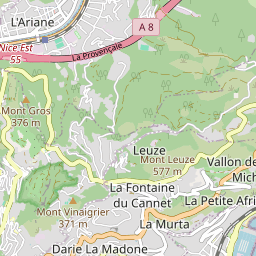 L'Ariane
A 8
Nice Est
55
La Provençale
Mont Gros
376 m
Leuze
Mont Leuze
577 m
Vallon de
Mich
La Fontaine
du Cannet
La Petite Afri
Mont Vinaigrier
371 m
La Murta
Darie La Madone